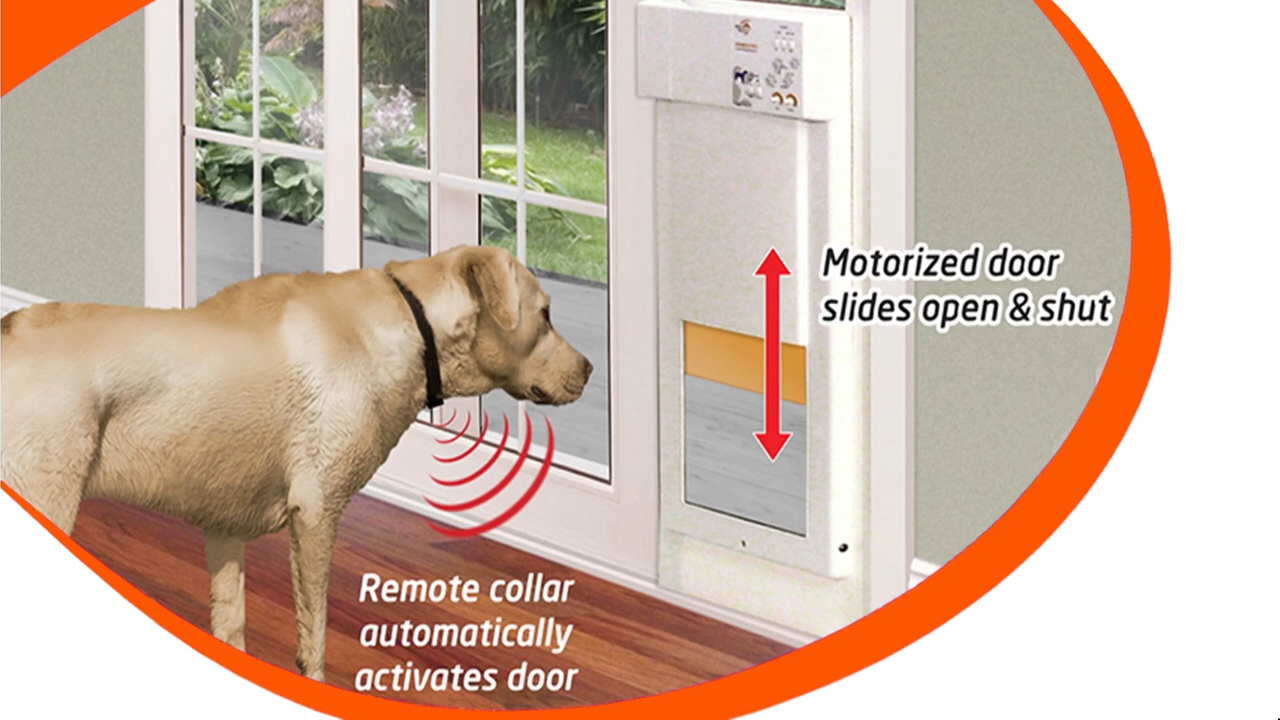 Motorized door
slides open & shut
Remote collar
automatically
activates door